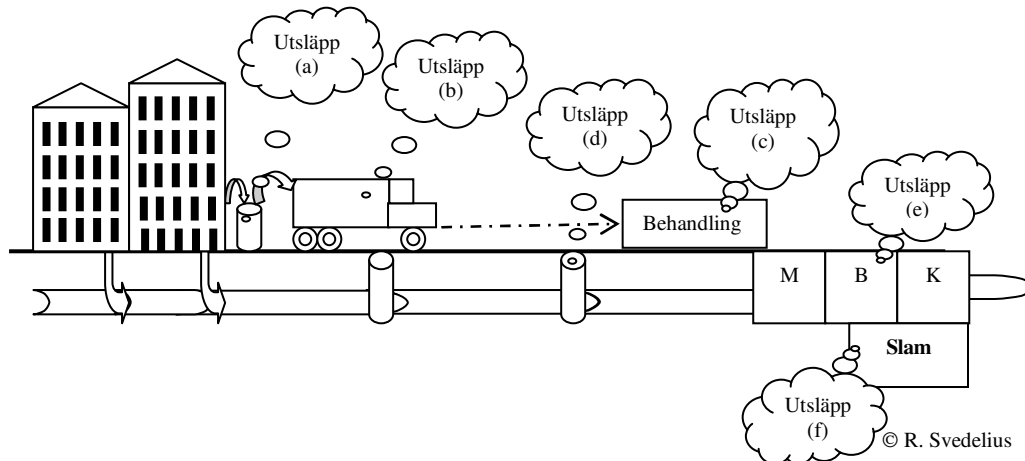 Utsläpp
(a)
Utsläpp
(b)
Utsläpp
(d)
Utsläpp
(c)
Utsläpp
(e)
Behandling
M
B
K
Slam
Utsläpp
(f)
© R. Svedelius